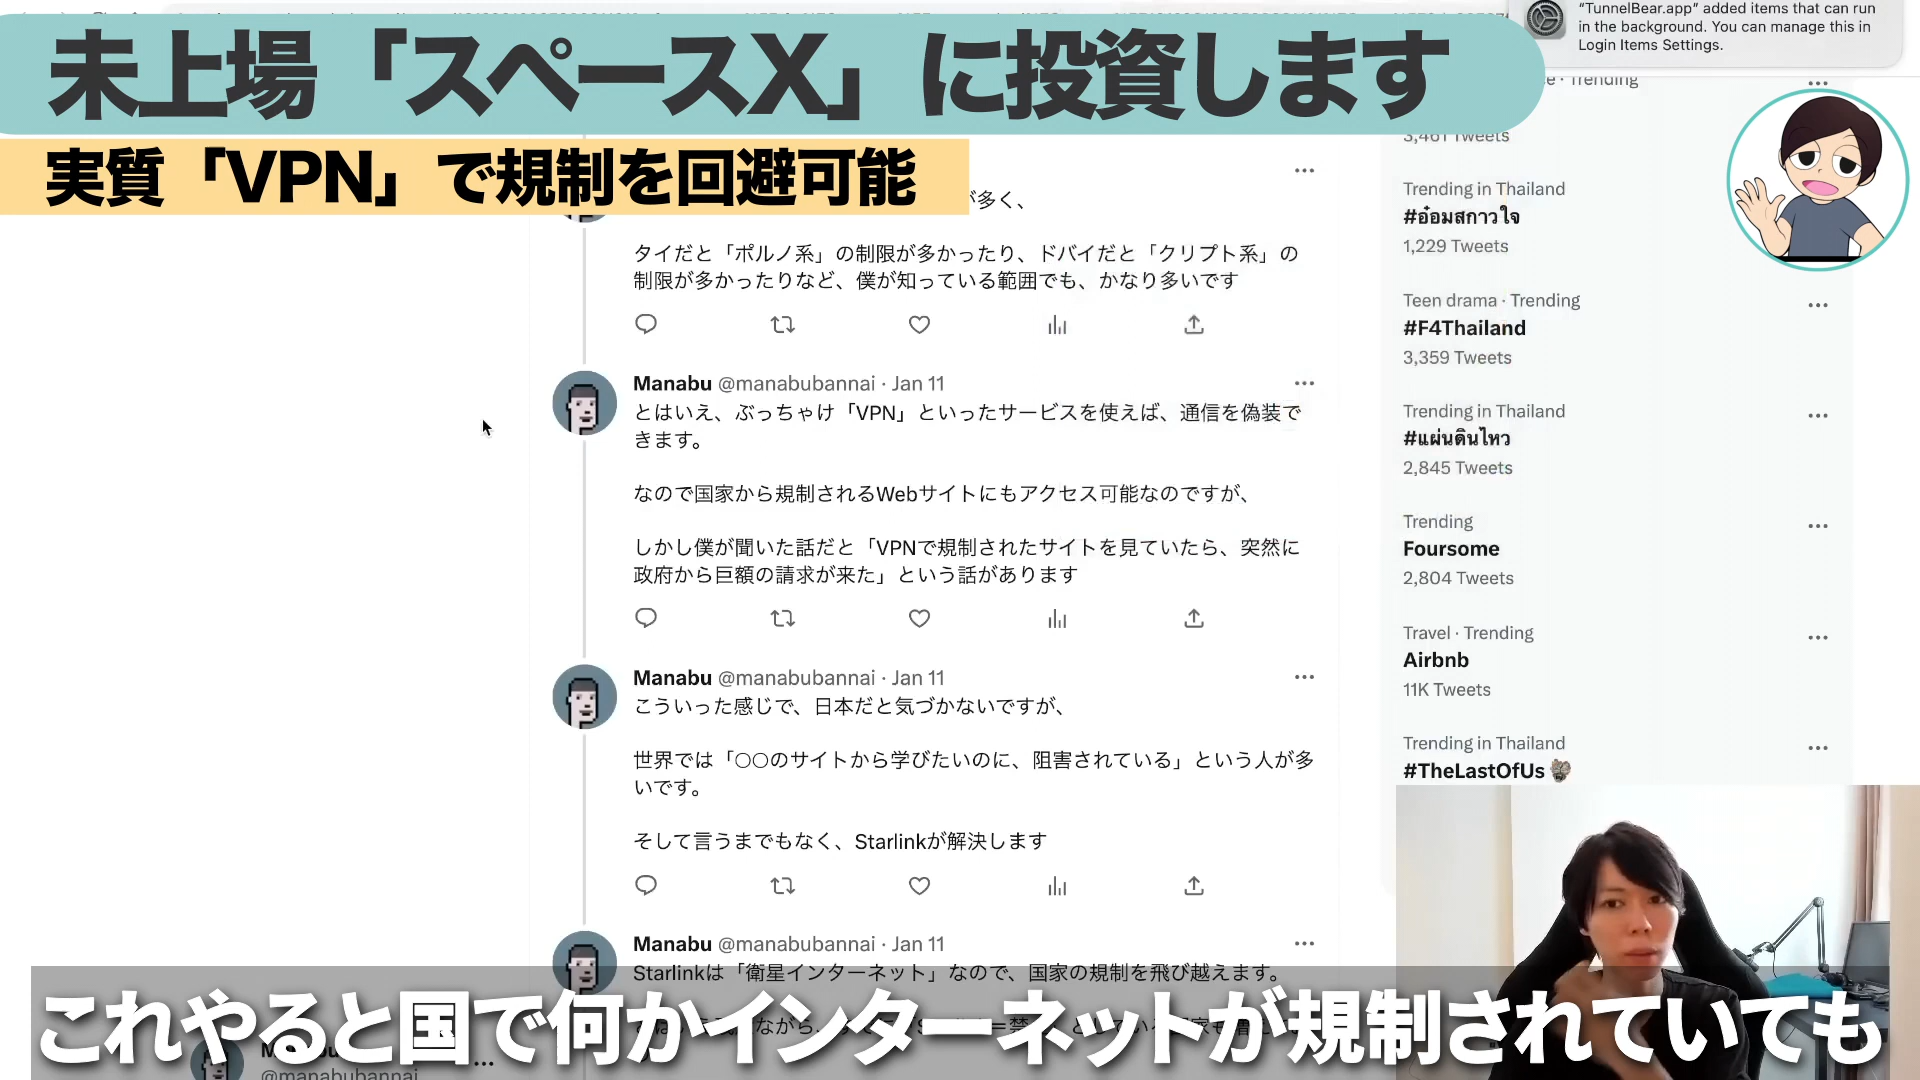 "TunnelBear.app" added items that can run
in the background. You can manage this in
Login Items Settings.
未上場「スペースX」に投資します
実質「VPN」で規制を回避可能
が多く、
タイだと「ポルノ系」の制限が多かったり、ドバイだと「クリプト系」の
制限が多かったりなど、僕が知っている範囲でも、かなり多いです
Manabu @manabubannai · Jan 11
とはいえ、ぶっちゃけ「VPN」といったサービスを使えば、通信を偽装で
きます。
なので国家から規制されるWebサイトにもアクセス可能なのですが、
しかし僕が聞いた話だと「VPNで規制されたサイトを見ていたら、突然に
政府から巨額の請求が来た」という話があります
Manabu @manabubannai · Jan 11
こういった感じで、日本だと気づかないですが、
世界では「○○のサイトから学びたいのに、阻害されている」という人が多
いです。
そして言うまでもなく、Starlinkが解決します
Manabu @manabubannai · Jan 11
Starlinkは「衛星インターネット」なので、国家の規制を飛び越えます。
@manabubannai
Trending
3,461 Tweets
Trending in Thailand
#อ๋อมสกาวใจ
1,229 Tweets
Teen drama · Trending
#F4Thailand
3,359 Tweets
Trending in Thailand
#แผ่นดินไหว
2,845 Tweets
Trending
Foursome
2,804 Tweets
Travel · Trending
Airbnb
11K Tweets
Trending in Thailand
#TheLastOfUs
これやると国で何かインターネットが規制されていても